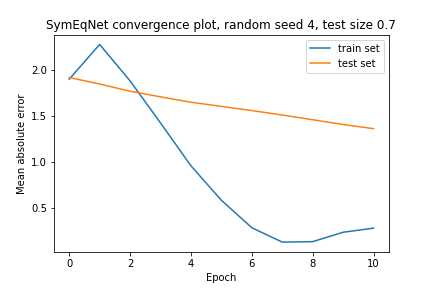 SymEqNet convergence plot, random seed 4, test size 0.7
train set
test set
Mean absolute error
2.0
1.5
1.0
0.5
0 2 4 6 8 10
Epoch